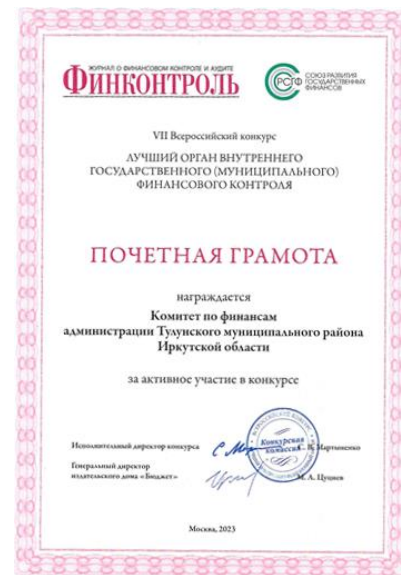 ЖУРНАЛ О ФИНАНСОВОМ КОНТРОЛЕ И АУДИТЕ
ФИНКОНТРОЛЬ
РСГФ
СОЮЗ РАЗВИТИЯ
ГОСУДАРСТВЕННЫХ
ФИНАНСОВ
VII Всероссийский конкурс
ЛУЧШИЙ ОРГАН ВНУТРЕННЕГО
ГОСУДАРСТВЕННОГО (МУНИЦИПАЛЬНОГО)
ФИНАНСОВОГО КОНТРОЛЯ
ПОЧЕТНАЯ ГРАМОТА
награждается
Комитет по финансам
администрации Тулунского муниципального района
Иркутской области
за активное участие в конкурсе
Исполнительный директор конкурса
Конкурсная
комиссия
Генеральный директор
издательского дома «Бюджет»
М. А. Цуциев
Москва, 2023